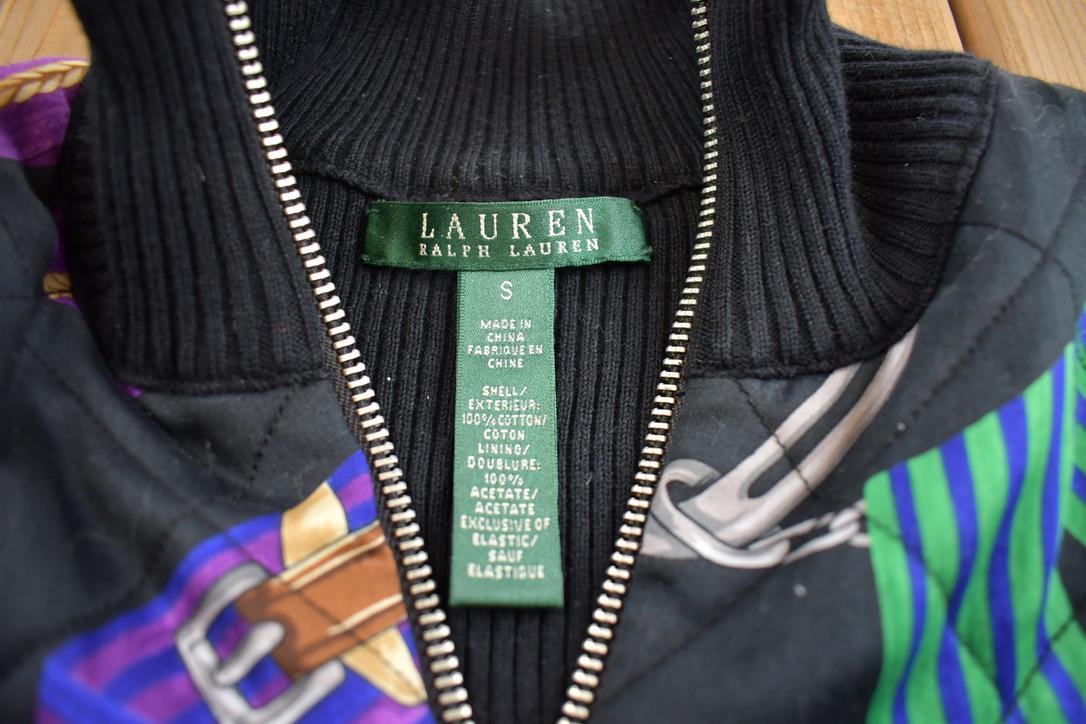 LAUREN
RALPH LAUREN
S
MADE IN
CHINA
FABRIQUE EN
CHINE
SHELL/
EXTERIEUR:
100% COTTON/
COTON
LINING/
DOUBLURE:
100%
ACETATE/
ACETATE
EXCLUSIVE OF
ELASTIC/
SAUF
ELASTIQUE